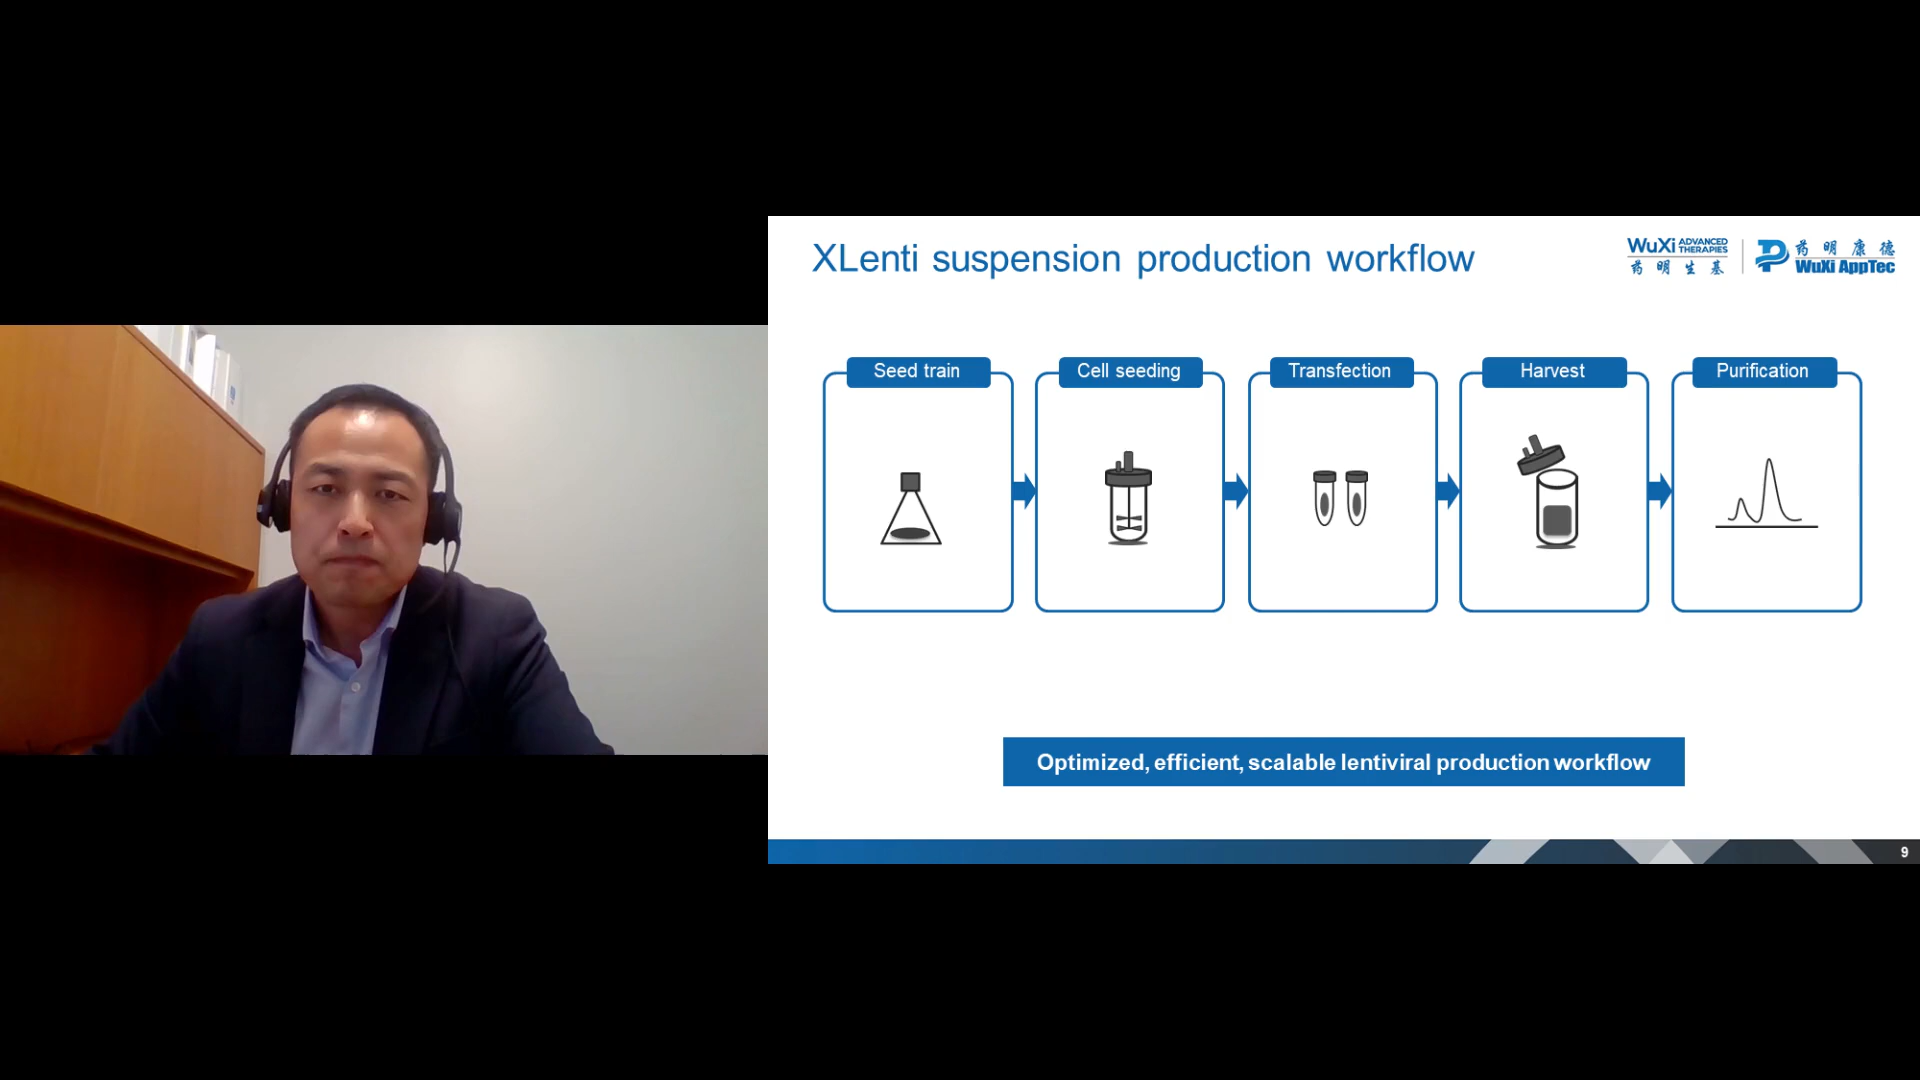 XLenti suspension production workflow
WuXi ADVANCED THERAPIES
药明生基
药明康德
WuXi AppTec
Seed train
Cell seeding
Transfection
Harvest
Purification
Optimized, efficient, scalable lentiviral production workflow
9